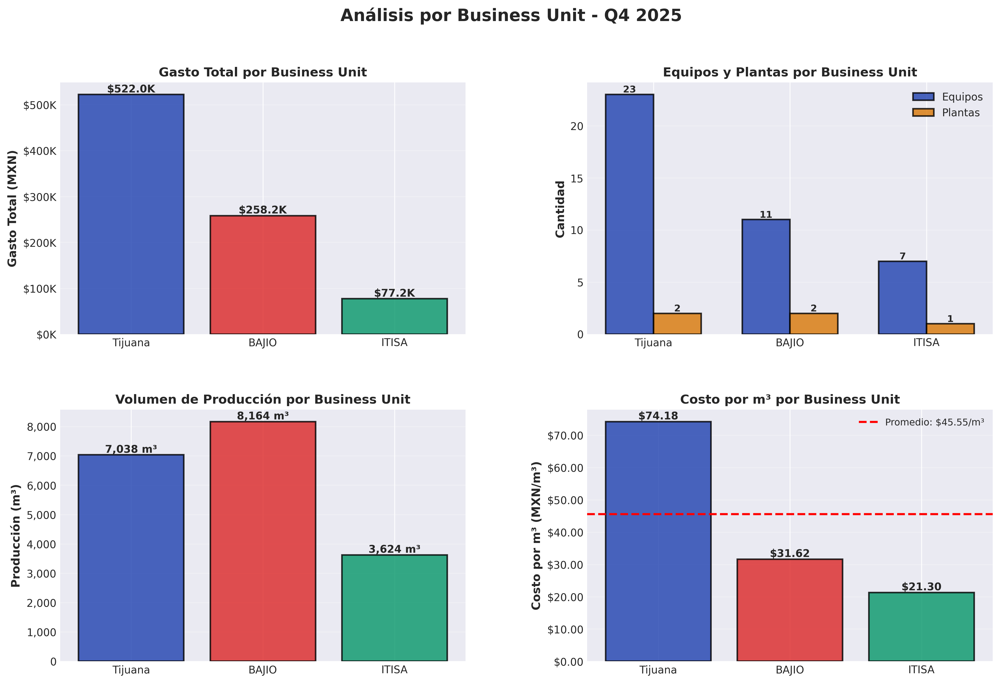 Análisis por Business Unit - Q4 2025
Gasto Total por Business Unit
Gasto Total (MXN)
$500K
$400K
$300K
$200K
$100K
$0K
$522.0K
$258.2K
$77.2K
Tijuana
BAJIO
ITISA
Equipos y Plantas por Business Unit
Cantidad
20
15
10
5
0
23
2
11
2
7
1
Equipos
Plantas
Tijuana
BAJIO
ITISA
Volumen de Producción por Business Unit
Producción (m³)
8,000
7,000
6,000
5,000
4,000
3,000
2,000
1,000
0
7,038 m³
8,164 m³
3,624 m³
Tijuana
BAJIO
ITISA
Costo por m³ por Business Unit
Costo por m³ (MXN/m³)
$70.00
$60.00
$50.00
$40.00
$30.00
$20.00
$10.00
$0.00
$74.18
$31.62
$21.30
Promedio: $45.55/m³
Tijuana
BAJIO
ITISA